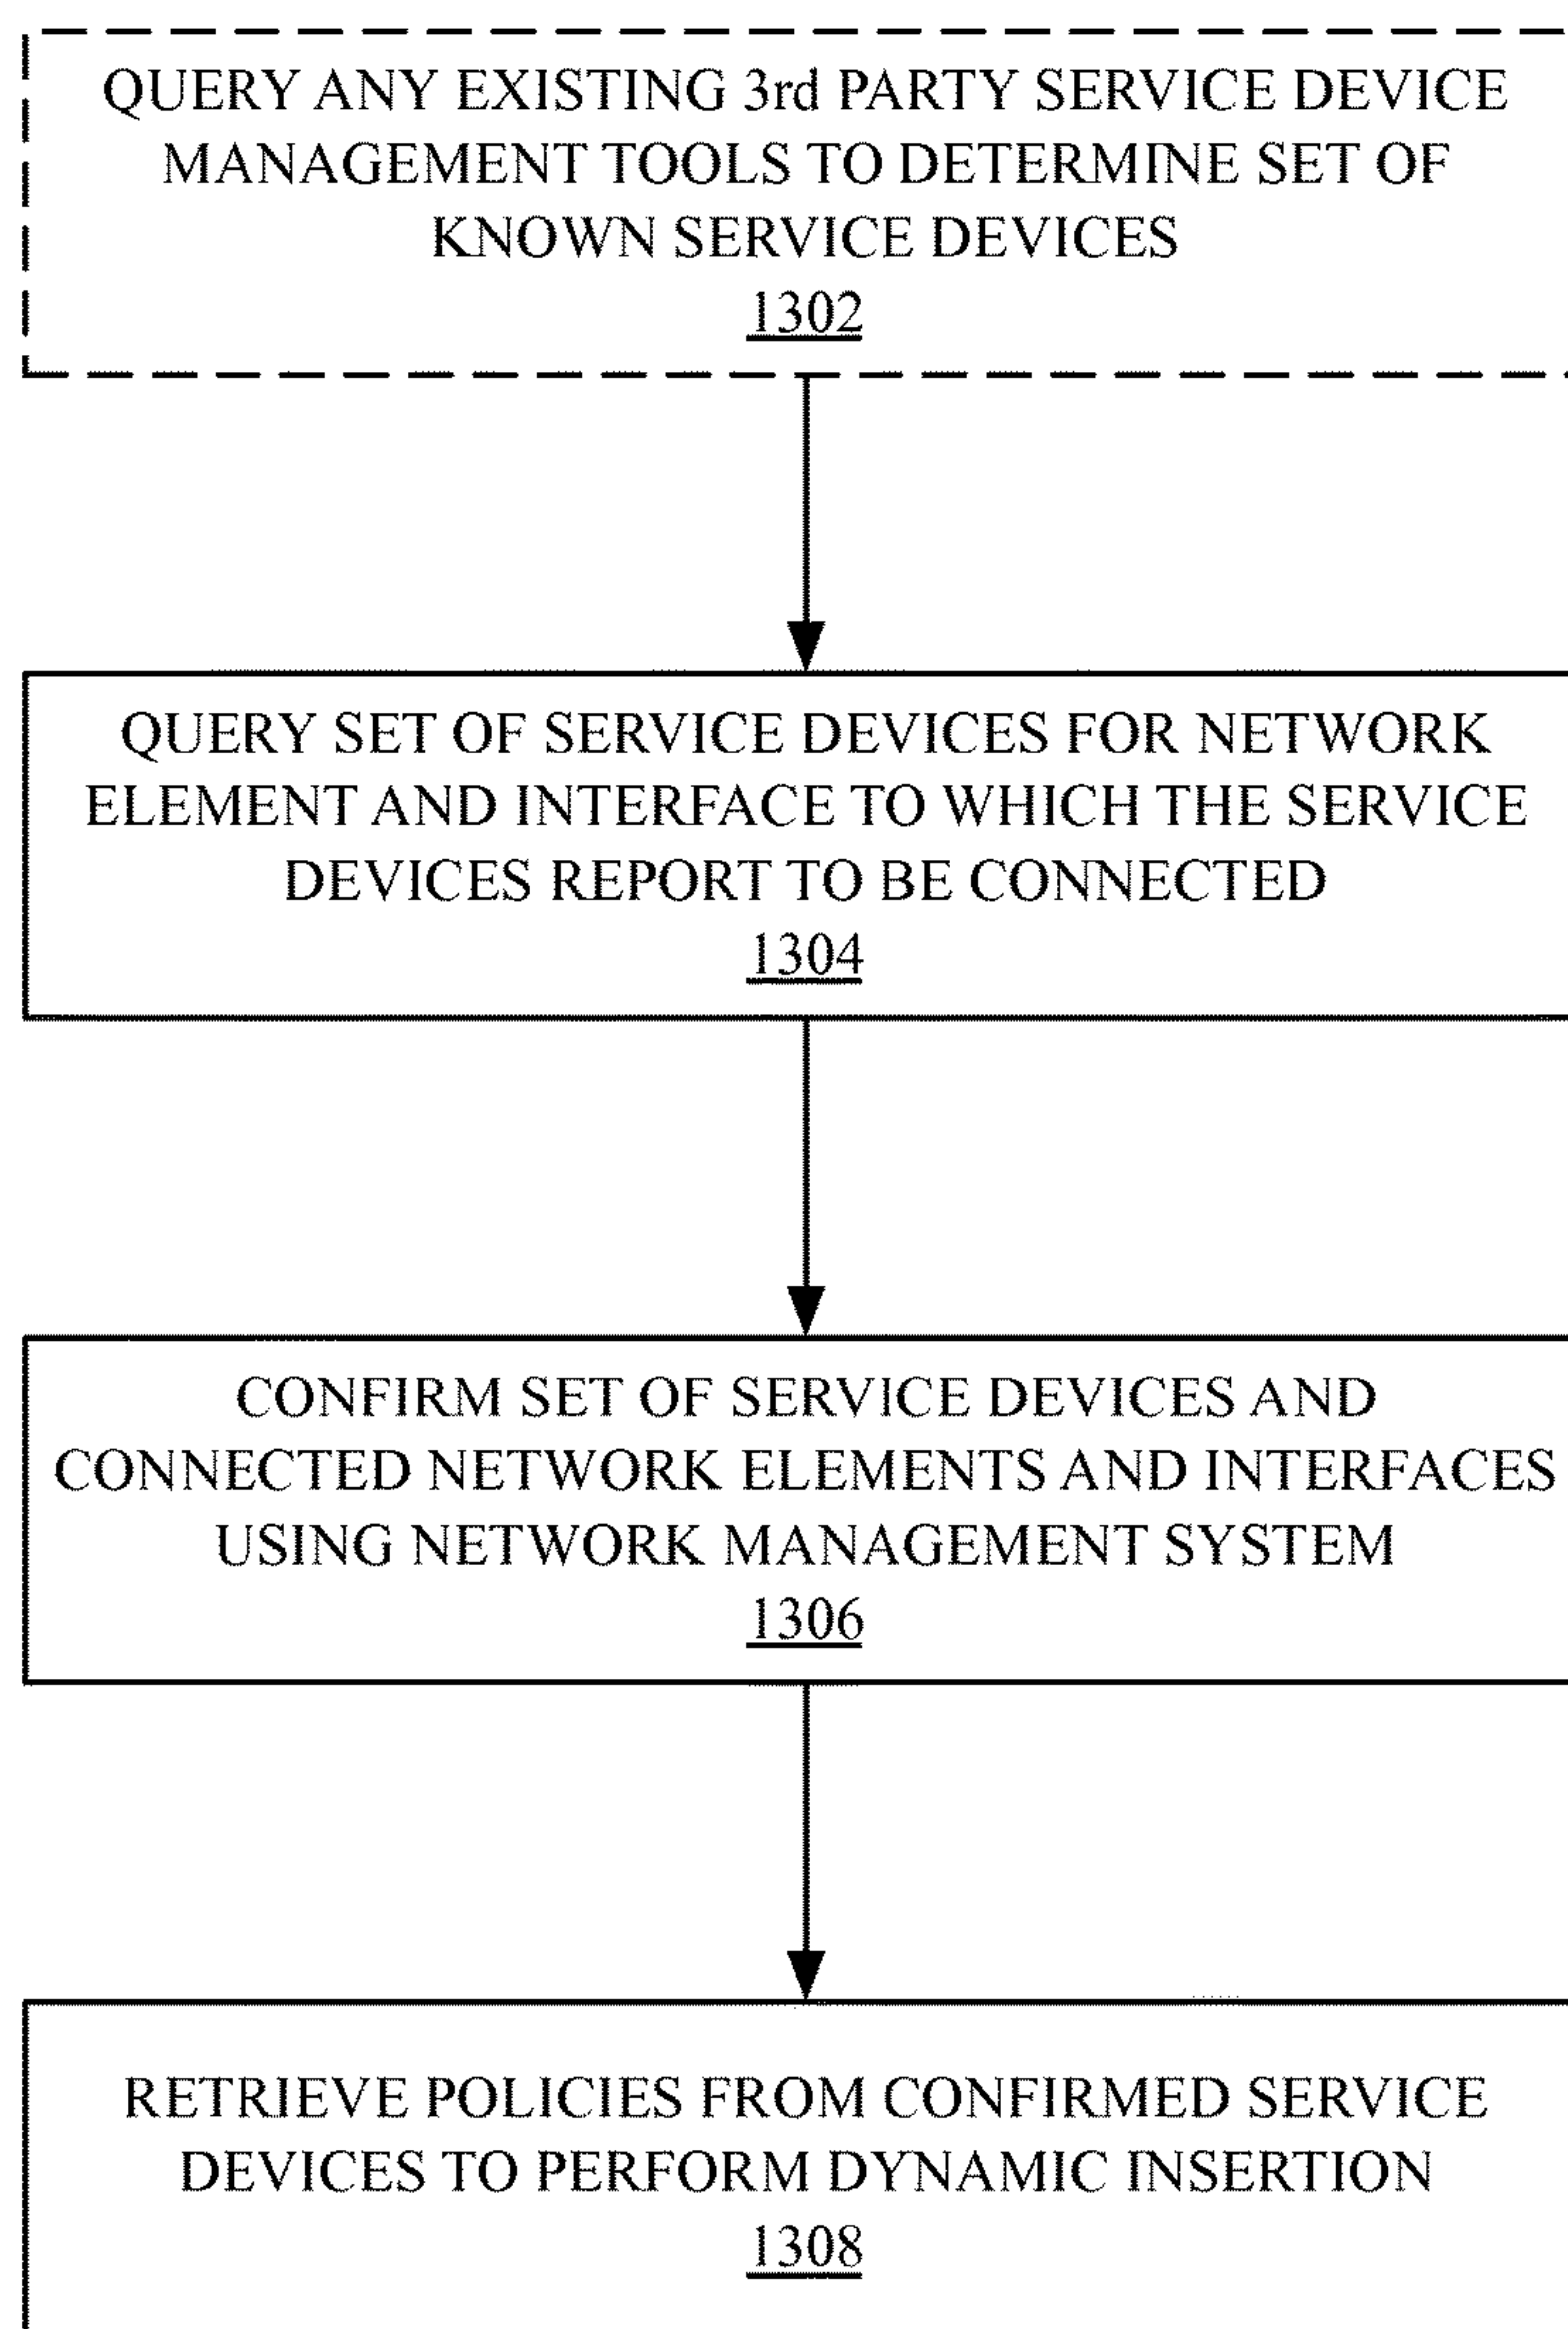 QUERY ANY EXISTING 3rd PARTY SERVICE DEVICE
MANAGEMENT TOOLS TO DETERMINE SET OF
KNOWN SERVICE DEVICES
1302
QUERY SET OF SERVICE DEVICES FOR NETWORK
ELEMENT AND INTERFACE TO WHICH THE SERVICE
DEVICES REPORT TO BE CONNECTED
1304
CONFIRM SET OF SERVICE DEVICES AND
CONNECTED NETWORK ELEMENTS AND INTERFACES
USING NETWORK MANAGEMENT SYSTEM
1306
RETRIEVE POLICIES FROM CONFIRMED SERVICE
DEVICES TO PERFORM DYNAMIC INSERTION
1308